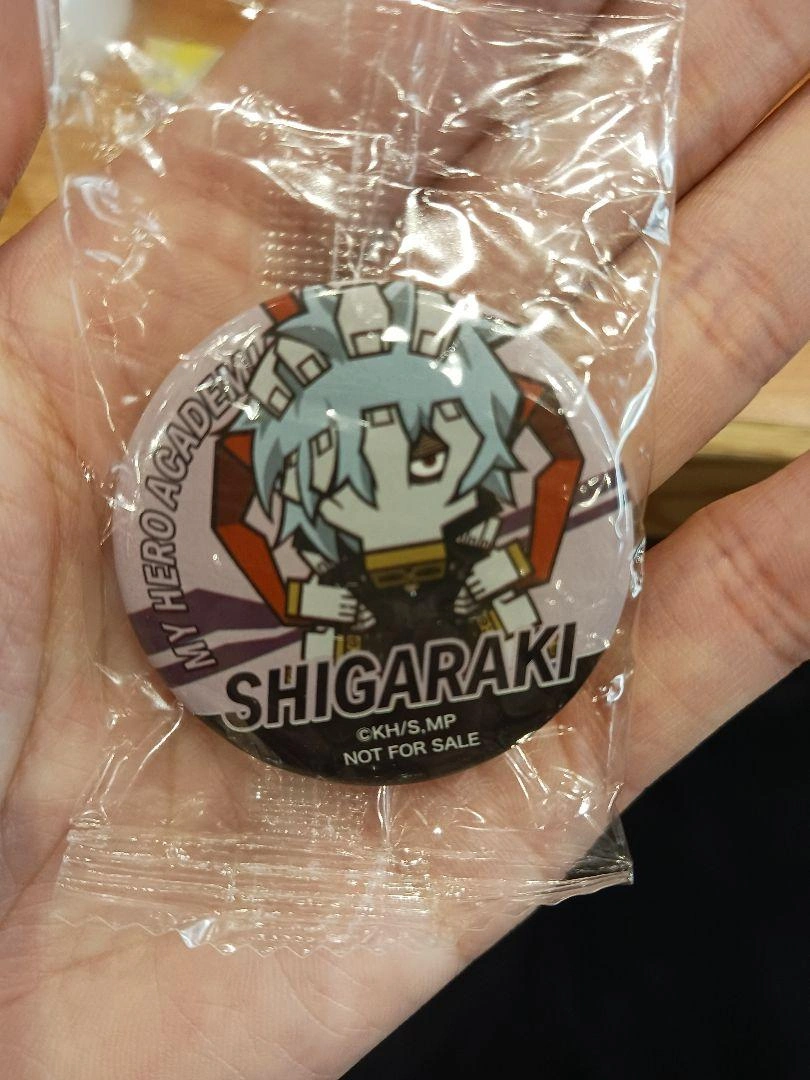 MY HERO ACADEMIA
SHIGARAKI
©KH/S,MP
NOT FOR SALE